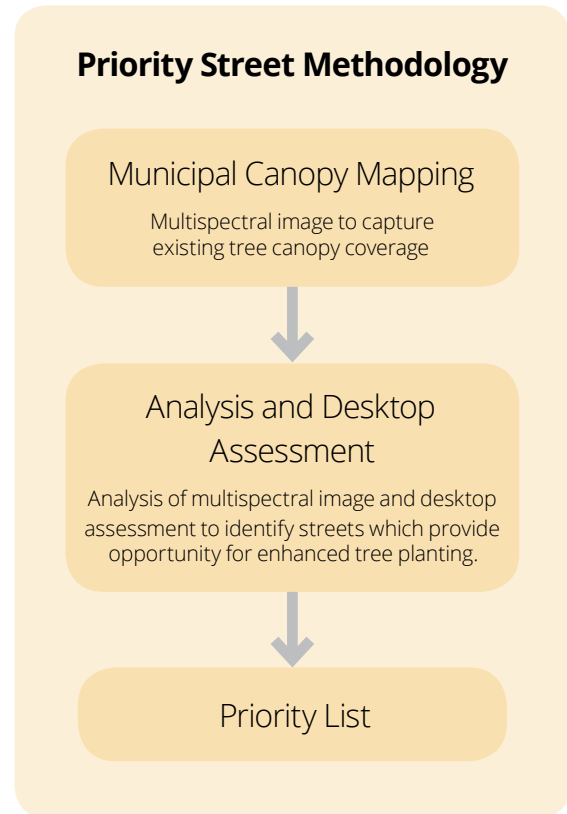 Priority Street Methodology
Municipal Canopy Mapping
Multispectral image to capture
existing tree canopy coverage
Analysis and Desktop
Assessment
Analysis of multispectral image and desktop
assessment to identify streets which provide
opportunity for enhanced tree planting.
Priority List